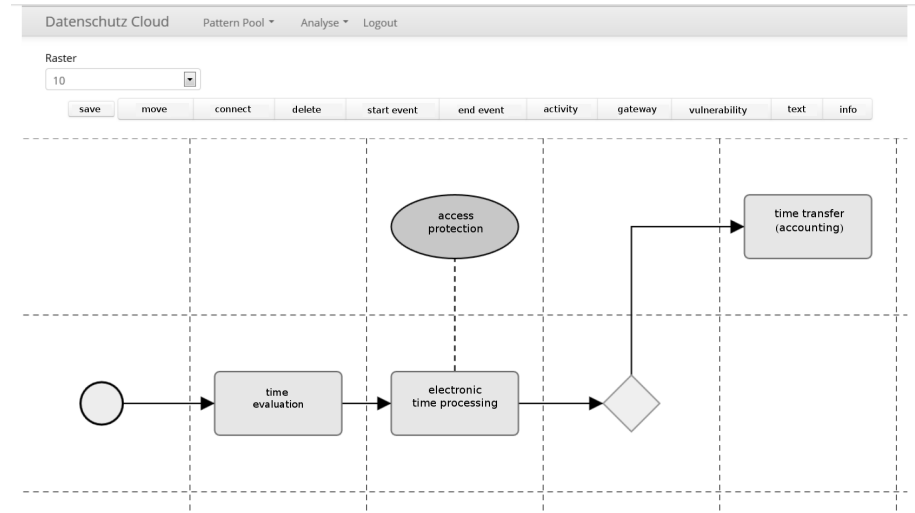 Datenschutz Cloud Pattern Pool Analyse Logout
Raster
10
save move connect delete start event end event activity gateway vulnerability text info
access
protection
time transfer
(accounting)
time
evaluation
electronic
time processing